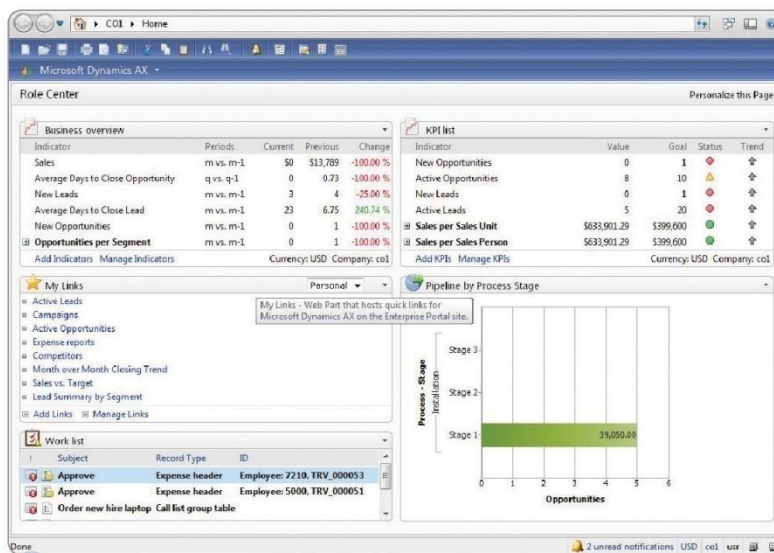 CO1 Home
Microsoft Dynamics AX
Role Center
Personalize this Page
Business overview
Indicator Periods Current Previous Change
Sales m vs. m-1 $0 $13,789 -100.00 %
Average Days to Close Opportunity q vs. q-1 0 0.73 -100.00 %
New Leads m vs. m-1 3 4 -25.00 %
Average Days to Close Lead m vs. m-1 23 6.75 240.74 %
New Opportunities m vs. m-1 0 1 -100.00 %
Opportunities per Segment m vs. m-1 0 1 -100.00 %
Add Indicators Manage Indicators Currency: USD Company: co1
KPI list
Indicator Value Goal Status Trend
New Opportunities 0 1
Active Opportunities 8 10
New Leads 0 1
Active Leads 5 20
Sales per Sales Unit $633,901.29 $399,600
Sales per Sales Person $633,901.29 $399,600
Add KPIs Manage KPIs Currency: USD Company: co1
My Links Personal
My Links - Web Part that hosts quick links for
Microsoft Dynamics AX on the Enterprise Portal site.
Active Leads
Campaigns
Active Opportunities
Expense reports
Competitors
Month over Month Closing Trend
Sales vs. Target
Lead Summary by Segment
Add Links Manage Links
Pipeline by Process Stage
Process - Stage
Installation
Stage 3
Stage 2
Stage 1
39,050.00
0 1 2 3 4 5 6
Opportunities
Work list
! Subject Record Type ID
Approve Expense header Employee: 7210, TRV_000053
Approve Expense header Employee: 5000, TRV_000051
Order new hire laptop Call list group table
Done
2 unread notifications USD co1 usr